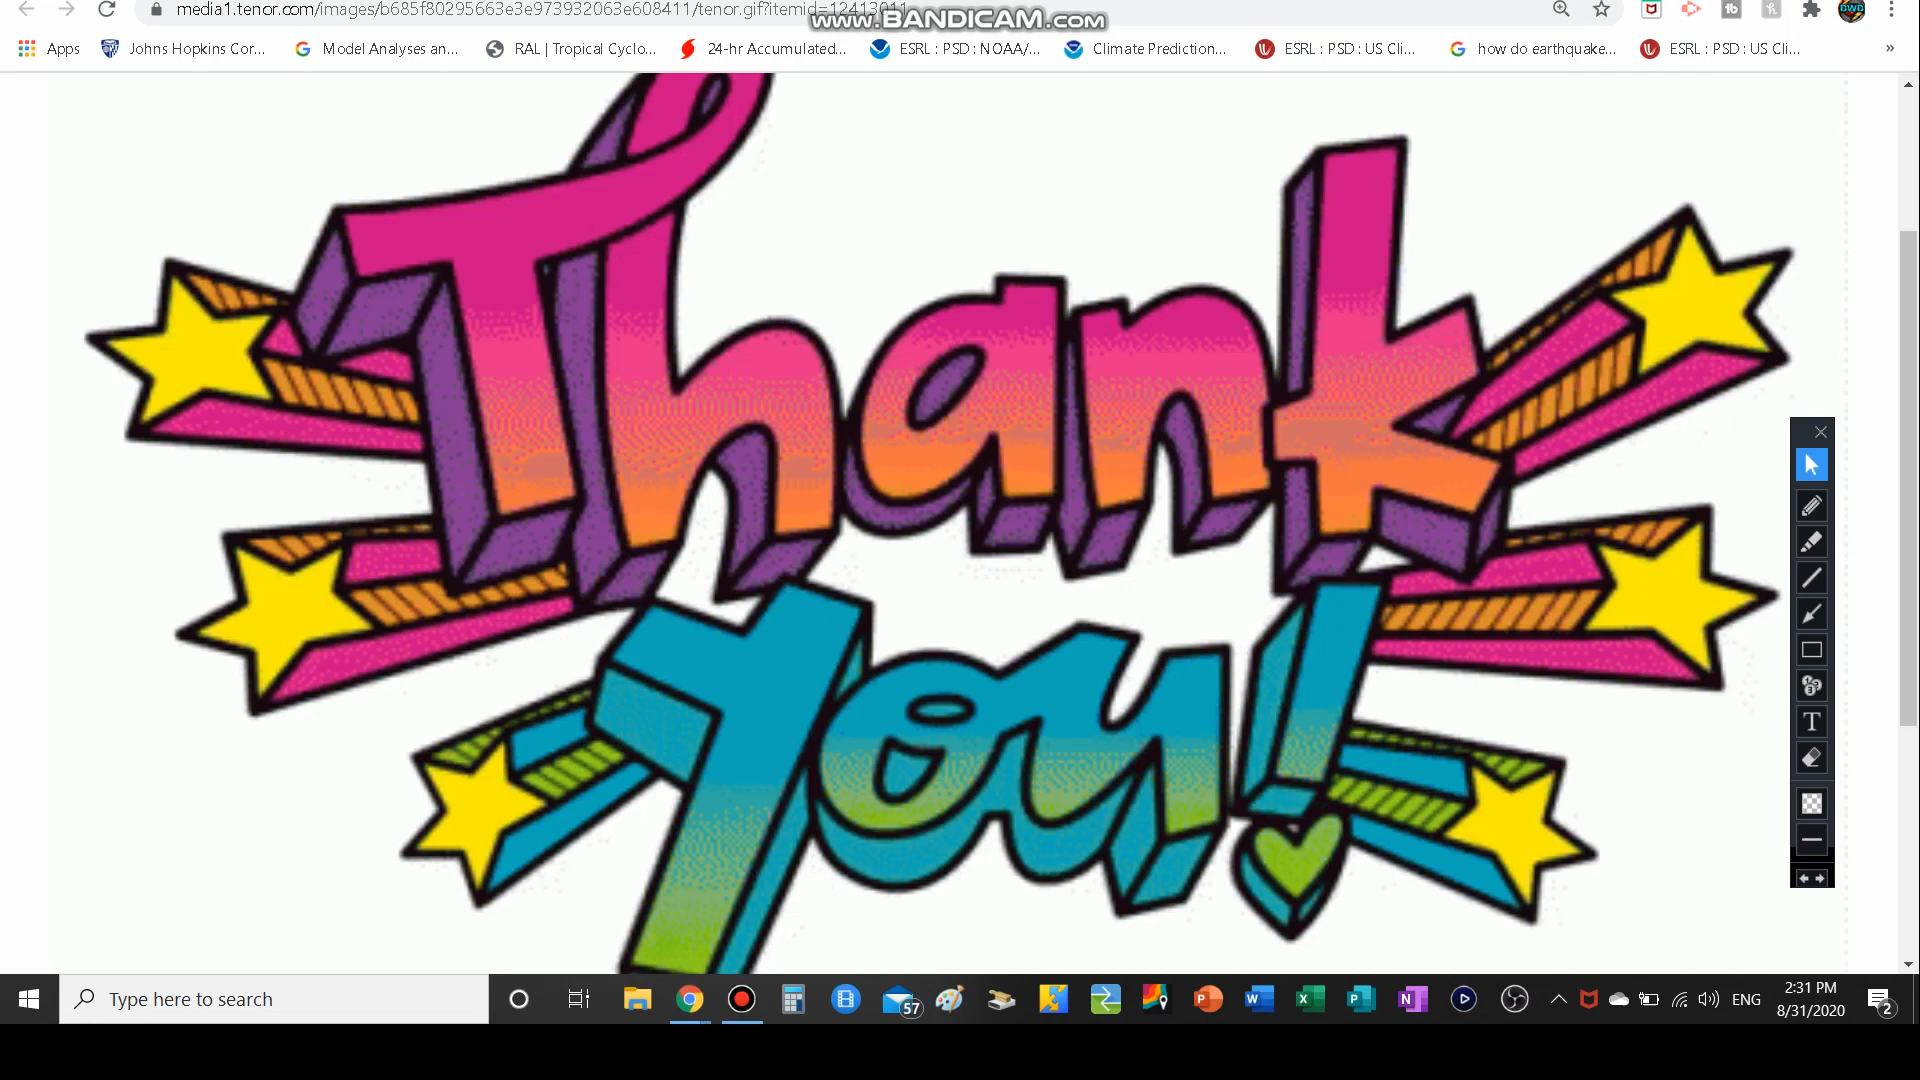 media1.tenor.com/images/b685f80295663e3e973932063e608411/tenor.gif?itemid=12413011
www.BANDICAM.com
Apps Johns Hopkins Cor... Model Analyses an... RAL | Tropical Cyclo... 24-hr Accumulated... ESRL : PSD : NOAA/... Climate Prediction... ESRL : PSD : US Cli... how do earthquake... ESRL : PSD : US Cli... »
Thank
You!
T
Type here to search
57
ENG
2:31 PM
8/31/2020
2